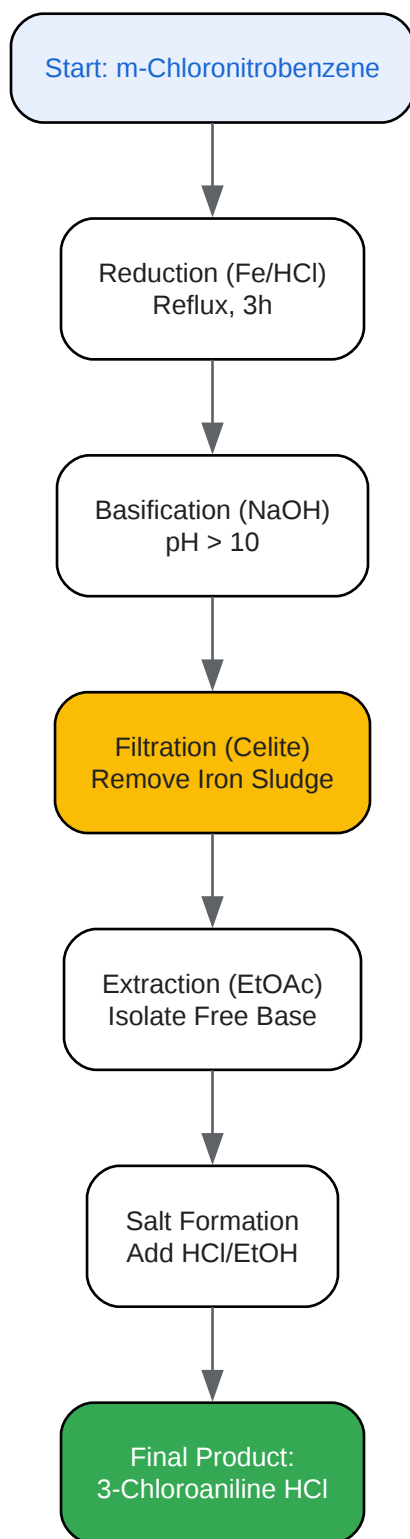 Start: m-Chloronitrobenzene
Reduction (Fe/HCl)
Reflux, 3h
Basification (NaOH)
pH > 10
Filtration (Celite)
Remove Iron Sludge
Extraction (EtOAc)
Isolate Free Base
Salt Formation
Add HCl/EtOH
Final Product:
3-Chloroaniline HCl